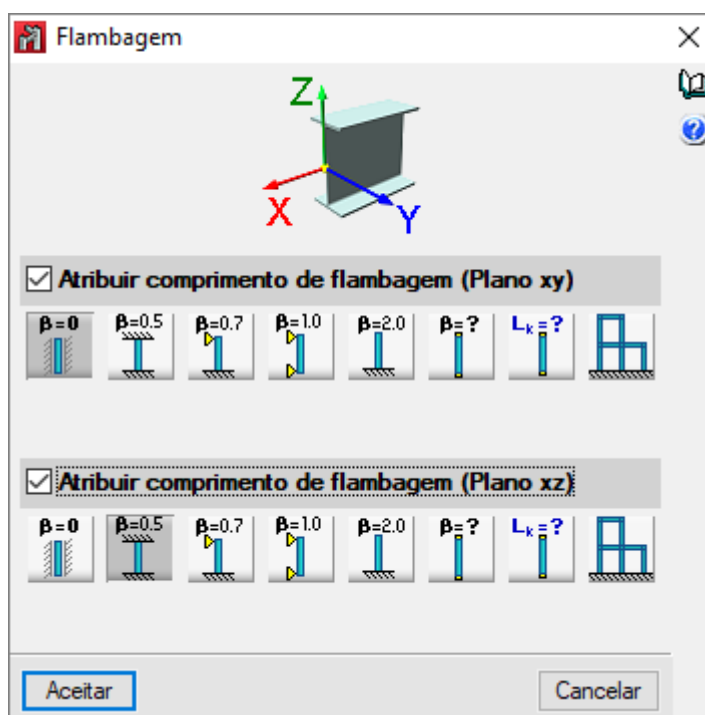 Flambagem
Z
X
Y
Atribuir comprimento de flambagem (Plano xy)
β=0 β=0.5 β=0.7 β=1.0 β=2.0 β=? Lk=?
Atribuir comprimento de flambagem (Plano xz)
β=0 β=0.5 β=0.7 β=1.0 β=2.0 β=? Lk=?
Aceitar Cancelar